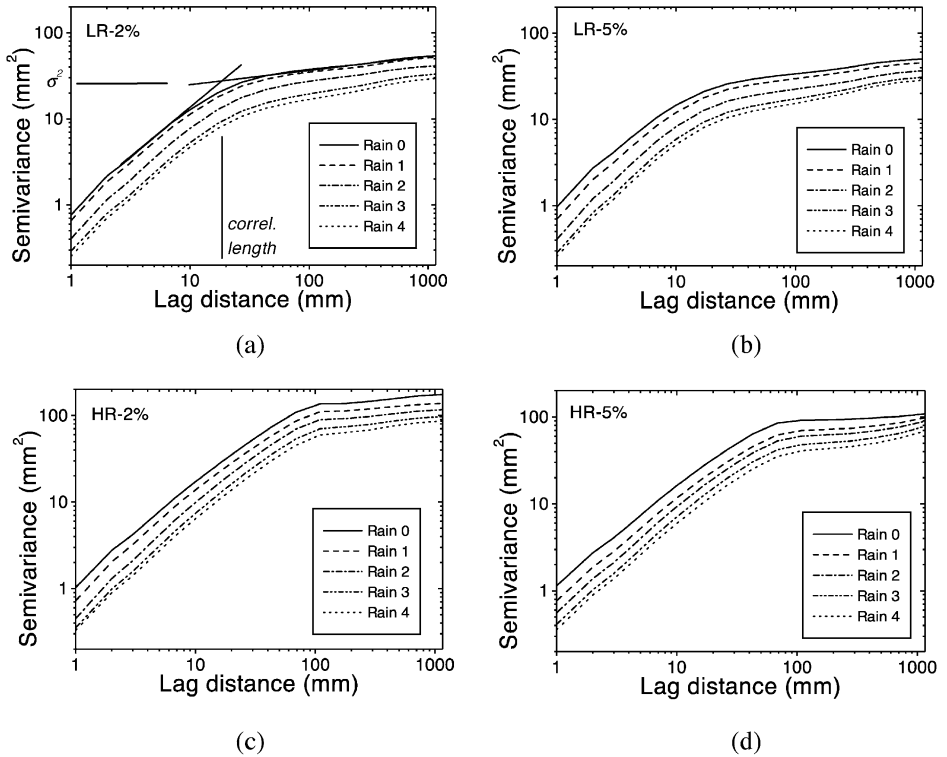 LR-2%
100
10
1
σ²
Semivariance (mm²)
Rain 0
Rain 1
Rain 2
Rain 3
Rain 4
correl.
length
1 10 100 1000
Lag distance (mm)
(a)
LR-5%
100
10
1
Semivariance (mm²)
Rain 0
Rain 1
Rain 2
Rain 3
Rain 4
1 10 100 1000
Lag distance (mm)
(b)
HR-2%
100
10
1
Semivariance (mm²)
Rain 0
Rain 1
Rain 2
Rain 3
Rain 4
1 10 100 1000
Lag distance (mm)
(c)
HR-5%
100
10
1
Semivariance (mm²)
Rain 0
Rain 1
Rain 2
Rain 3
Rain 4
1 10 100 1000
Lag distance (mm)
(d)